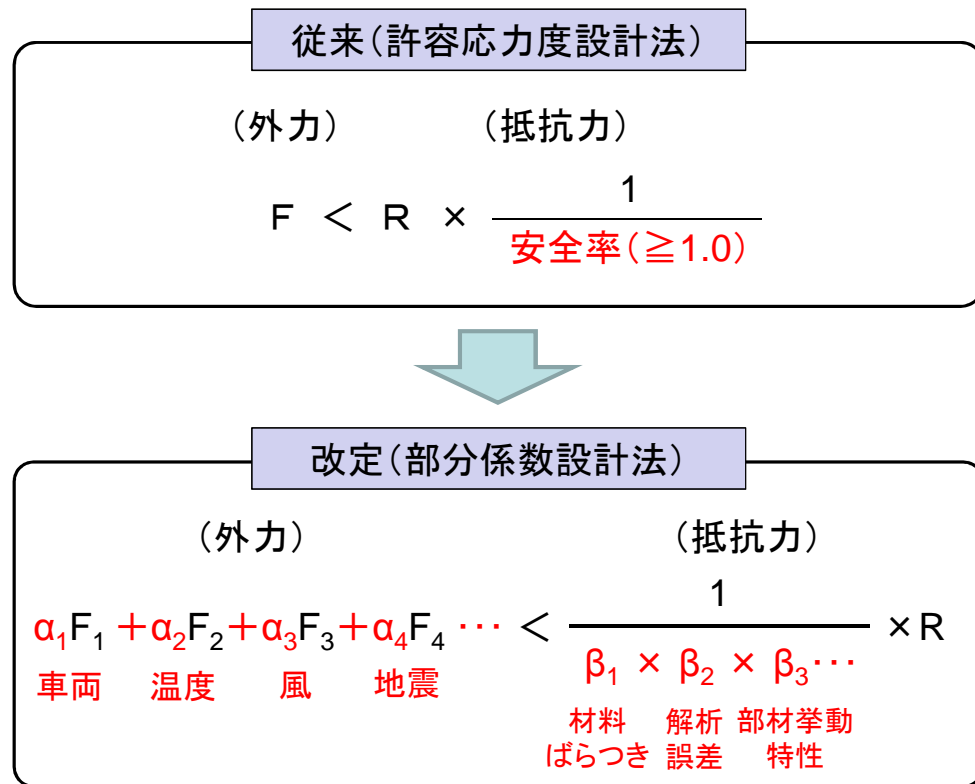 従来（許容応力度設計法）
（外力） （抵抗力）
1
F ＜ R ×
安全率（≧1.0）
改定（部分係数設計法）
（外力） （抵抗力）
1
α₁F₁ ＋α₂F₂＋α₃F₃＋α₄F₄ ･･･ ＜ ×R
β₁ × β₂ × β₃･･･
車両 温度 風 地震
材料 解析 部材挙動
ばらつき 誤差 特性